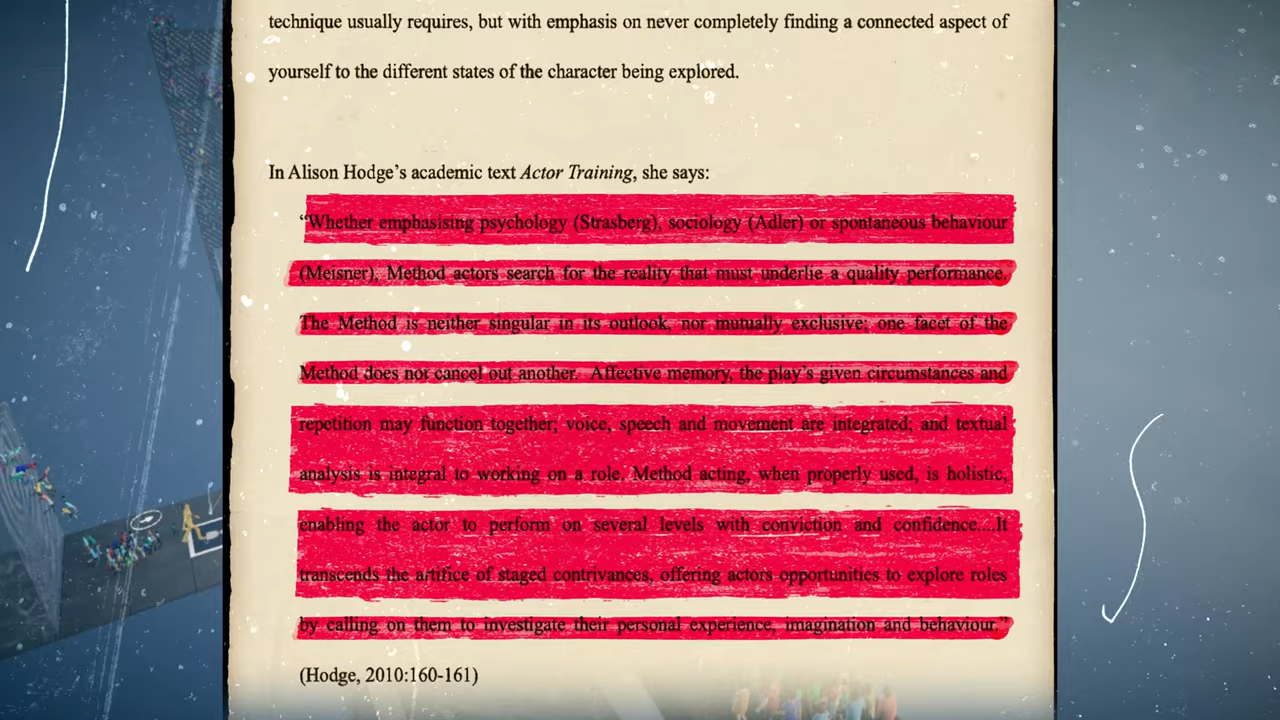 technique usually requires, but with emphasis on never completely finding a connected aspect of
yourself to the different states of the character being explored.
In Alison Hodge’s academic text Actor Training, she says:
“Whether emphasising psychology (Strasberg), sociology (Adler) or spontaneous behaviour
(Meisner), Method actors search for the reality that must underlie a quality performance.
The Method is neither singular in its outlook, nor mutually exclusive; one facet of the
Method does not cancel out another. Affective memory, the play’s given circumstances and
repetition may function together; voice, speech and movement are integrated; and textual
analysis is integral to working on a role. Method acting, when properly used, is holistic,
enabling the actor to perform on several levels with conviction and confidence....It
transcends the artifice of staged contrivances, offering actors opportunities to explore roles
by calling on them to investigate their personal experience, imagination and behaviour.”
(Hodge, 2010:160-161)